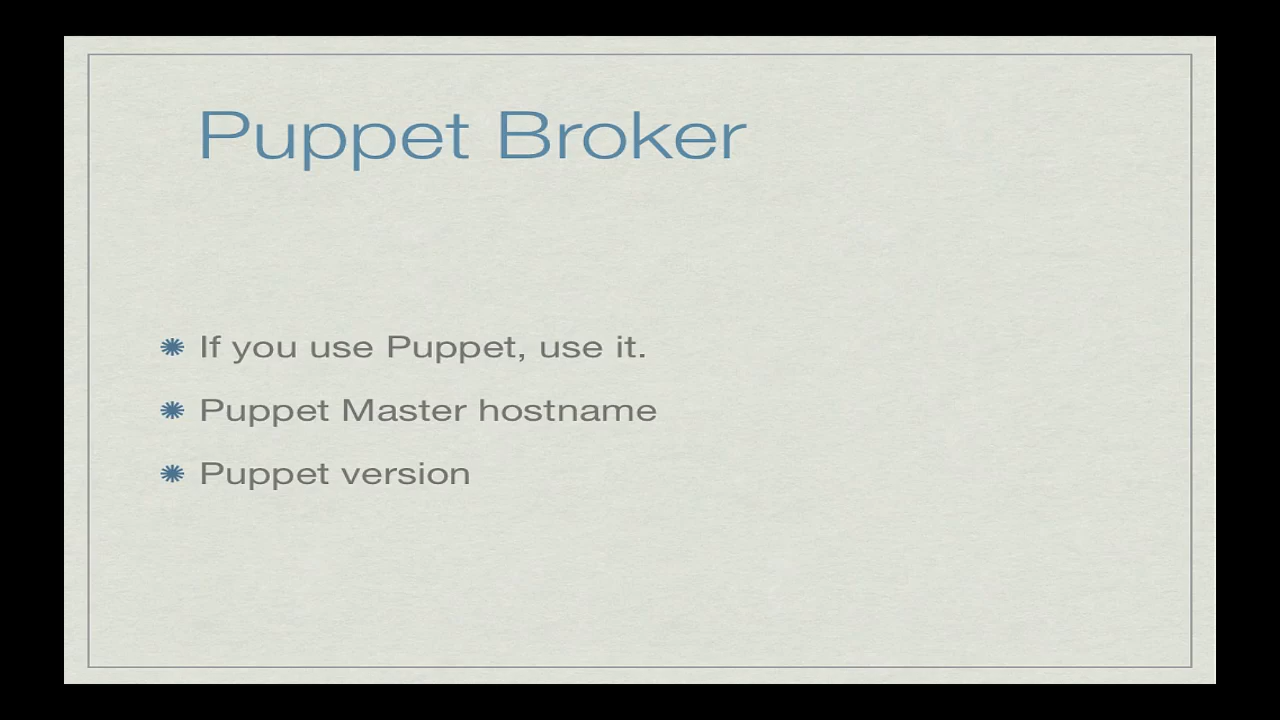 Puppet Broker
If you use Puppet, use it.
Puppet Master hostname
Puppet version